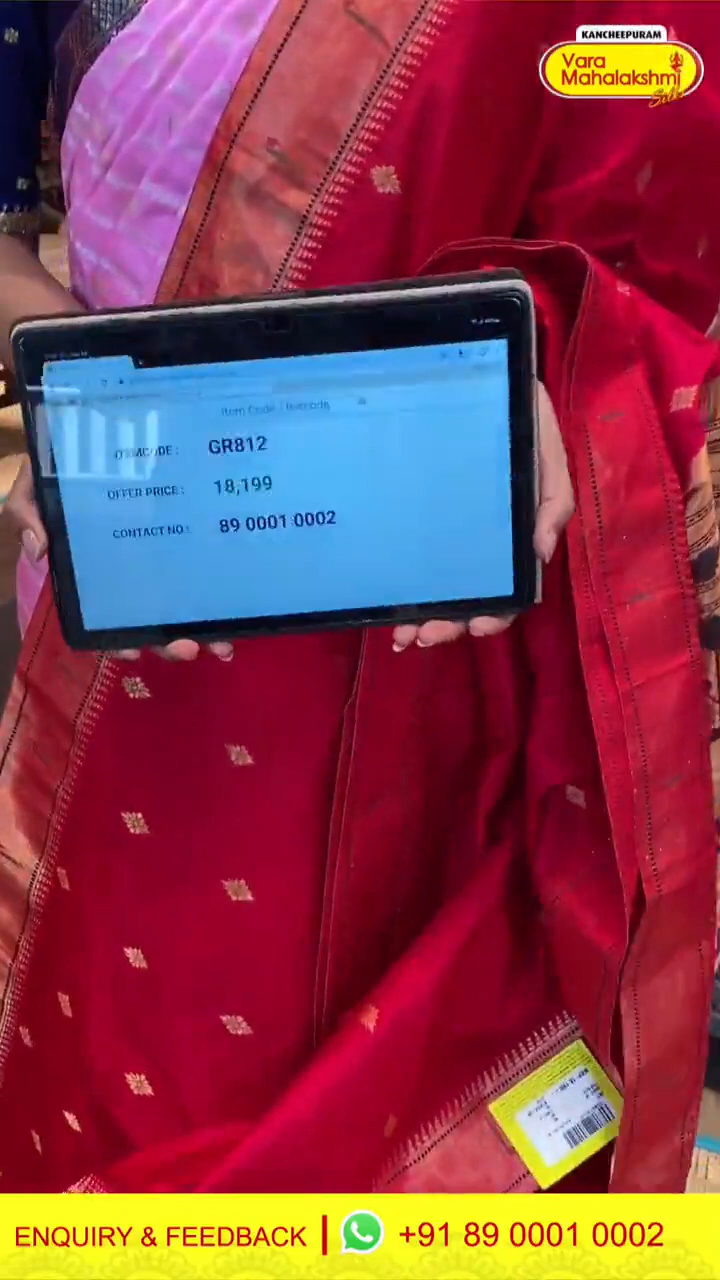 KANCHEEPURAM
Vara
Mahalakshmi
Silks
Item Code / Barcode
ITEMCODE : GR812
OFFER PRICE : 18,199
CONTACT NO : 89 0001 0002
ENQUIRY & FEEDBACK | +91 89 0001 0002